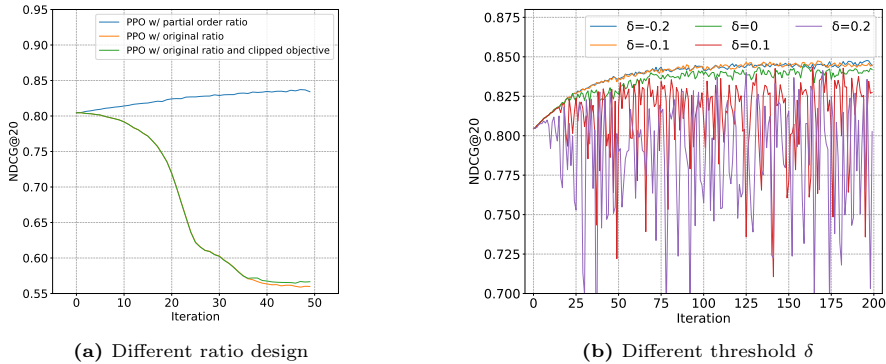 0.95
0.90
0.85
0.80
0.75
0.70
0.65
0.60
0.55
NDCG@20
PPO w/ partial order ratio
PPO w/ original ratio
PPO w/ original ratio and clipped objective
0 10 20 30 40 50
Iteration
(a) Different ratio design
0.875
0.850
0.825
0.800
0.775
0.750
0.725
0.700
NDCG@20
δ=-0.2 δ=0 δ=0.2
δ=-0.1 δ=0.1
0 25 50 75 100 125 150 175 200
Iteration
(b) Different threshold δ